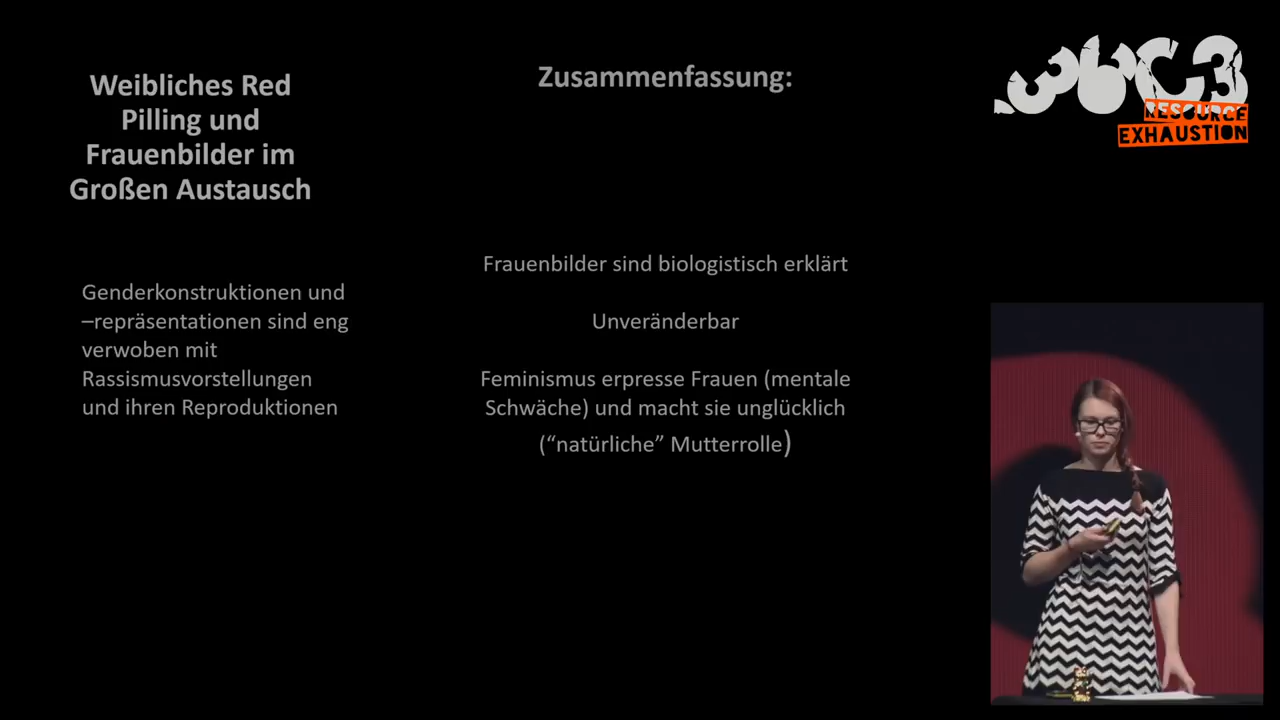 Weibliches Red
Pilling und
Frauenbilder im
Großen Austausch
Genderkonstruktionen und
–repräsentationen sind eng
verwoben mit
Rassismusvorstellungen
und ihren Reproduktionen
Zusammenfassung:
Frauenbilder sind biologistisch erklärt
Unveränderbar
Feminismus erpresse Frauen (mentale
Schwäche) und macht sie unglücklich
(“natürliche” Mutterrolle)
36C3
RESOURCE
EXHAUSTION